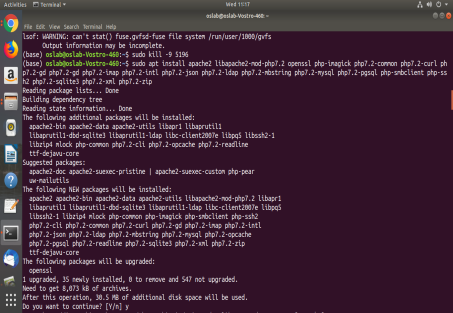 Activities
Terminal
Wed 11:17
oslab@oslab-Vostro-460: ~
File Edit View Search Terminal Help
lsof: WARNING: can't stat() fuse.gvfsd-fuse file system /run/user/1000/gvfs
Output information may be incomplete.
(base) oslab@oslab-Vostro-460:~$ sudo kill -9 5196
(base) oslab@oslab-Vostro-460:~$ sudo apt install apache2 libapache2-mod-php7.2 openssl php-imagick php7.2-common php7.2-curl ph
p7.2-gd php7.2-gd php7.2-imap php7.2-intl php7.2-json php7.2-ldap php7.2-mbstring php7.2-mysql php7.2-pgsql php-smbclient php-ss
h2 php7.2-sqlite3 php7.2-xml php7.2-zip
Reading package lists... Done
Building dependency tree
Reading state information... Done
The following additional packages will be installed:
apache2-bin apache2-data apache2-utils libapr1 libaprutil1
libaprutil1-dbd-sqlite3 libaprutil1-ldap libc-client2007e libpq5 libssh2-1
libzip4 mlock php-common php7.2-cli php7.2-opcache php7.2-readline
ttf-dejavu-core
Suggested packages:
apache2-doc apache2-suexec-pristine | apache2-suexec-custom php-pear
uw-mailutils
The following NEW packages will be installed:
apache2 apache2-bin apache2-data apache2-utils libapache2-mod-php7.2 libapr1
libaprutil1 libaprutil1-dbd-sqlite3 libaprutil1-ldap libc-client2007e libpq5
libssh2-1 libzip4 mlock php-common php-imagick php-smbclient php-ssh2
php7.2-cli php7.2-common php7.2-curl php7.2-gd php7.2-imap php7.2-intl
php7.2-json php7.2-ldap php7.2-mbstring php7.2-mysql php7.2-opcache
php7.2-pgsql php7.2-readline php7.2-sqlite3 php7.2-xml php7.2-zip
ttf-dejavu-core
The following packages will be upgraded:
openssl
1 upgraded, 35 newly installed, 0 to remove and 547 not upgraded.
Need to get 8,073 kB of archives.
After this operation, 30.5 MB of additional disk space will be used.
Do you want to continue? [Y/n] y